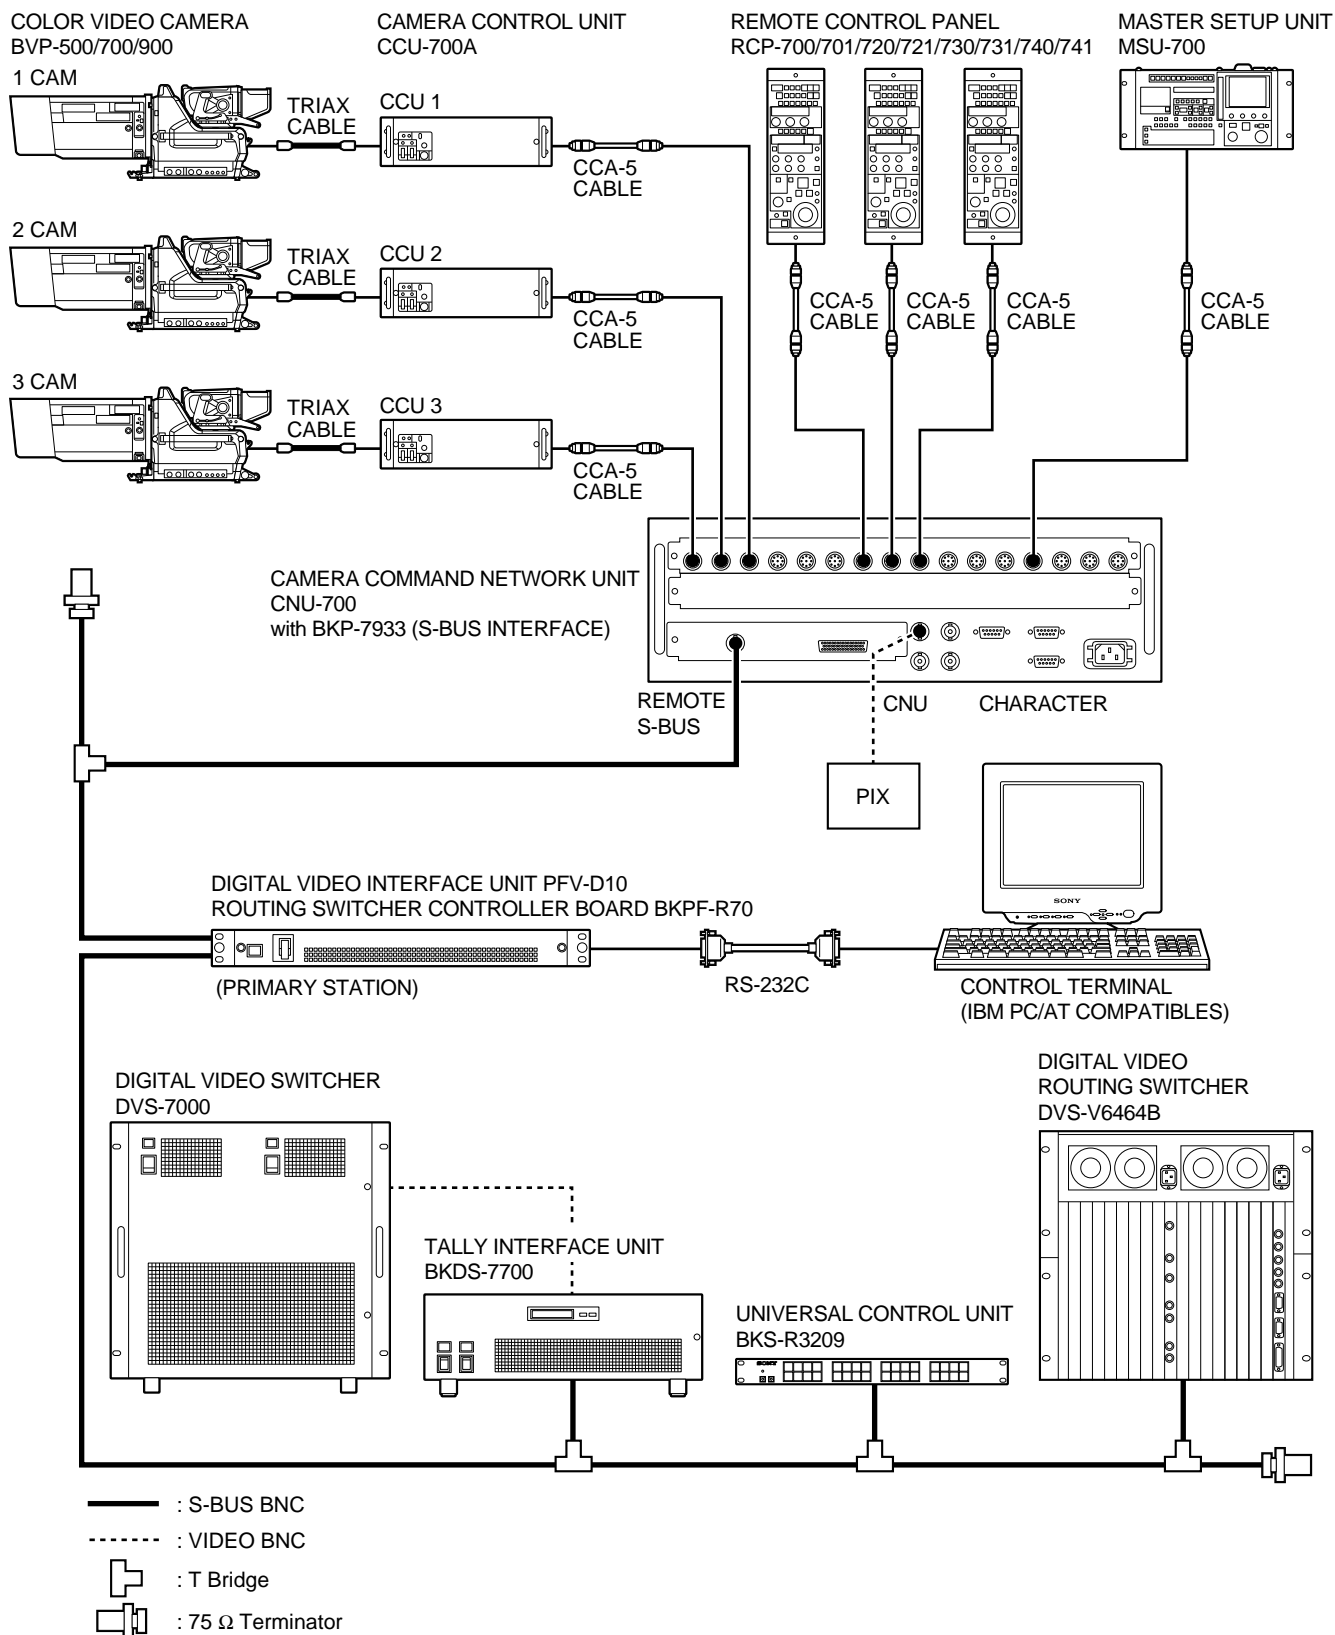 COLOR VIDEO CAMERA
BVP-500/700/900
CAMERA CONTROL UNIT
CCU-700A
REMOTE CONTROL PANEL
RCP-700/701/720/721/730/731/740/741
MASTER SETUP UNIT
MSU-700
1 CAM
TRIAX
CABLE
CCU 1
CCA-5
CABLE
2 CAM
TRIAX
CABLE
CCU 2
CCA-5
CABLE
CCA-5
CABLE
CCA-5
CABLE
CCA-5
CABLE
CCA-5
CABLE
3 CAM
TRIAX
CABLE
CCU 3
CCA-5
CABLE
CAMERA COMMAND NETWORK UNIT
CNU-700
with BKP-7933 (S-BUS INTERFACE)
REMOTE
S-BUS
CNU
CHARACTER
PIX
SONY
DIGITAL VIDEO INTERFACE UNIT PFV-D10
ROUTING SWITCHER CONTROLLER BOARD BKPF-R70
(PRIMARY STATION)
RS-232C
CONTROL TERMINAL
(IBM PC/AT COMPATIBLES)
DIGITAL VIDEO SWITCHER
DVS-7000
DIGITAL VIDEO
ROUTING SWITCHER
DVS-V6464B
TALLY INTERFACE UNIT
BKDS-7700
UNIVERSAL CONTROL UNIT
BKS-R3209
SONY
: S-BUS BNC
: VIDEO BNC
: T Bridge
: 75 Ω Terminator